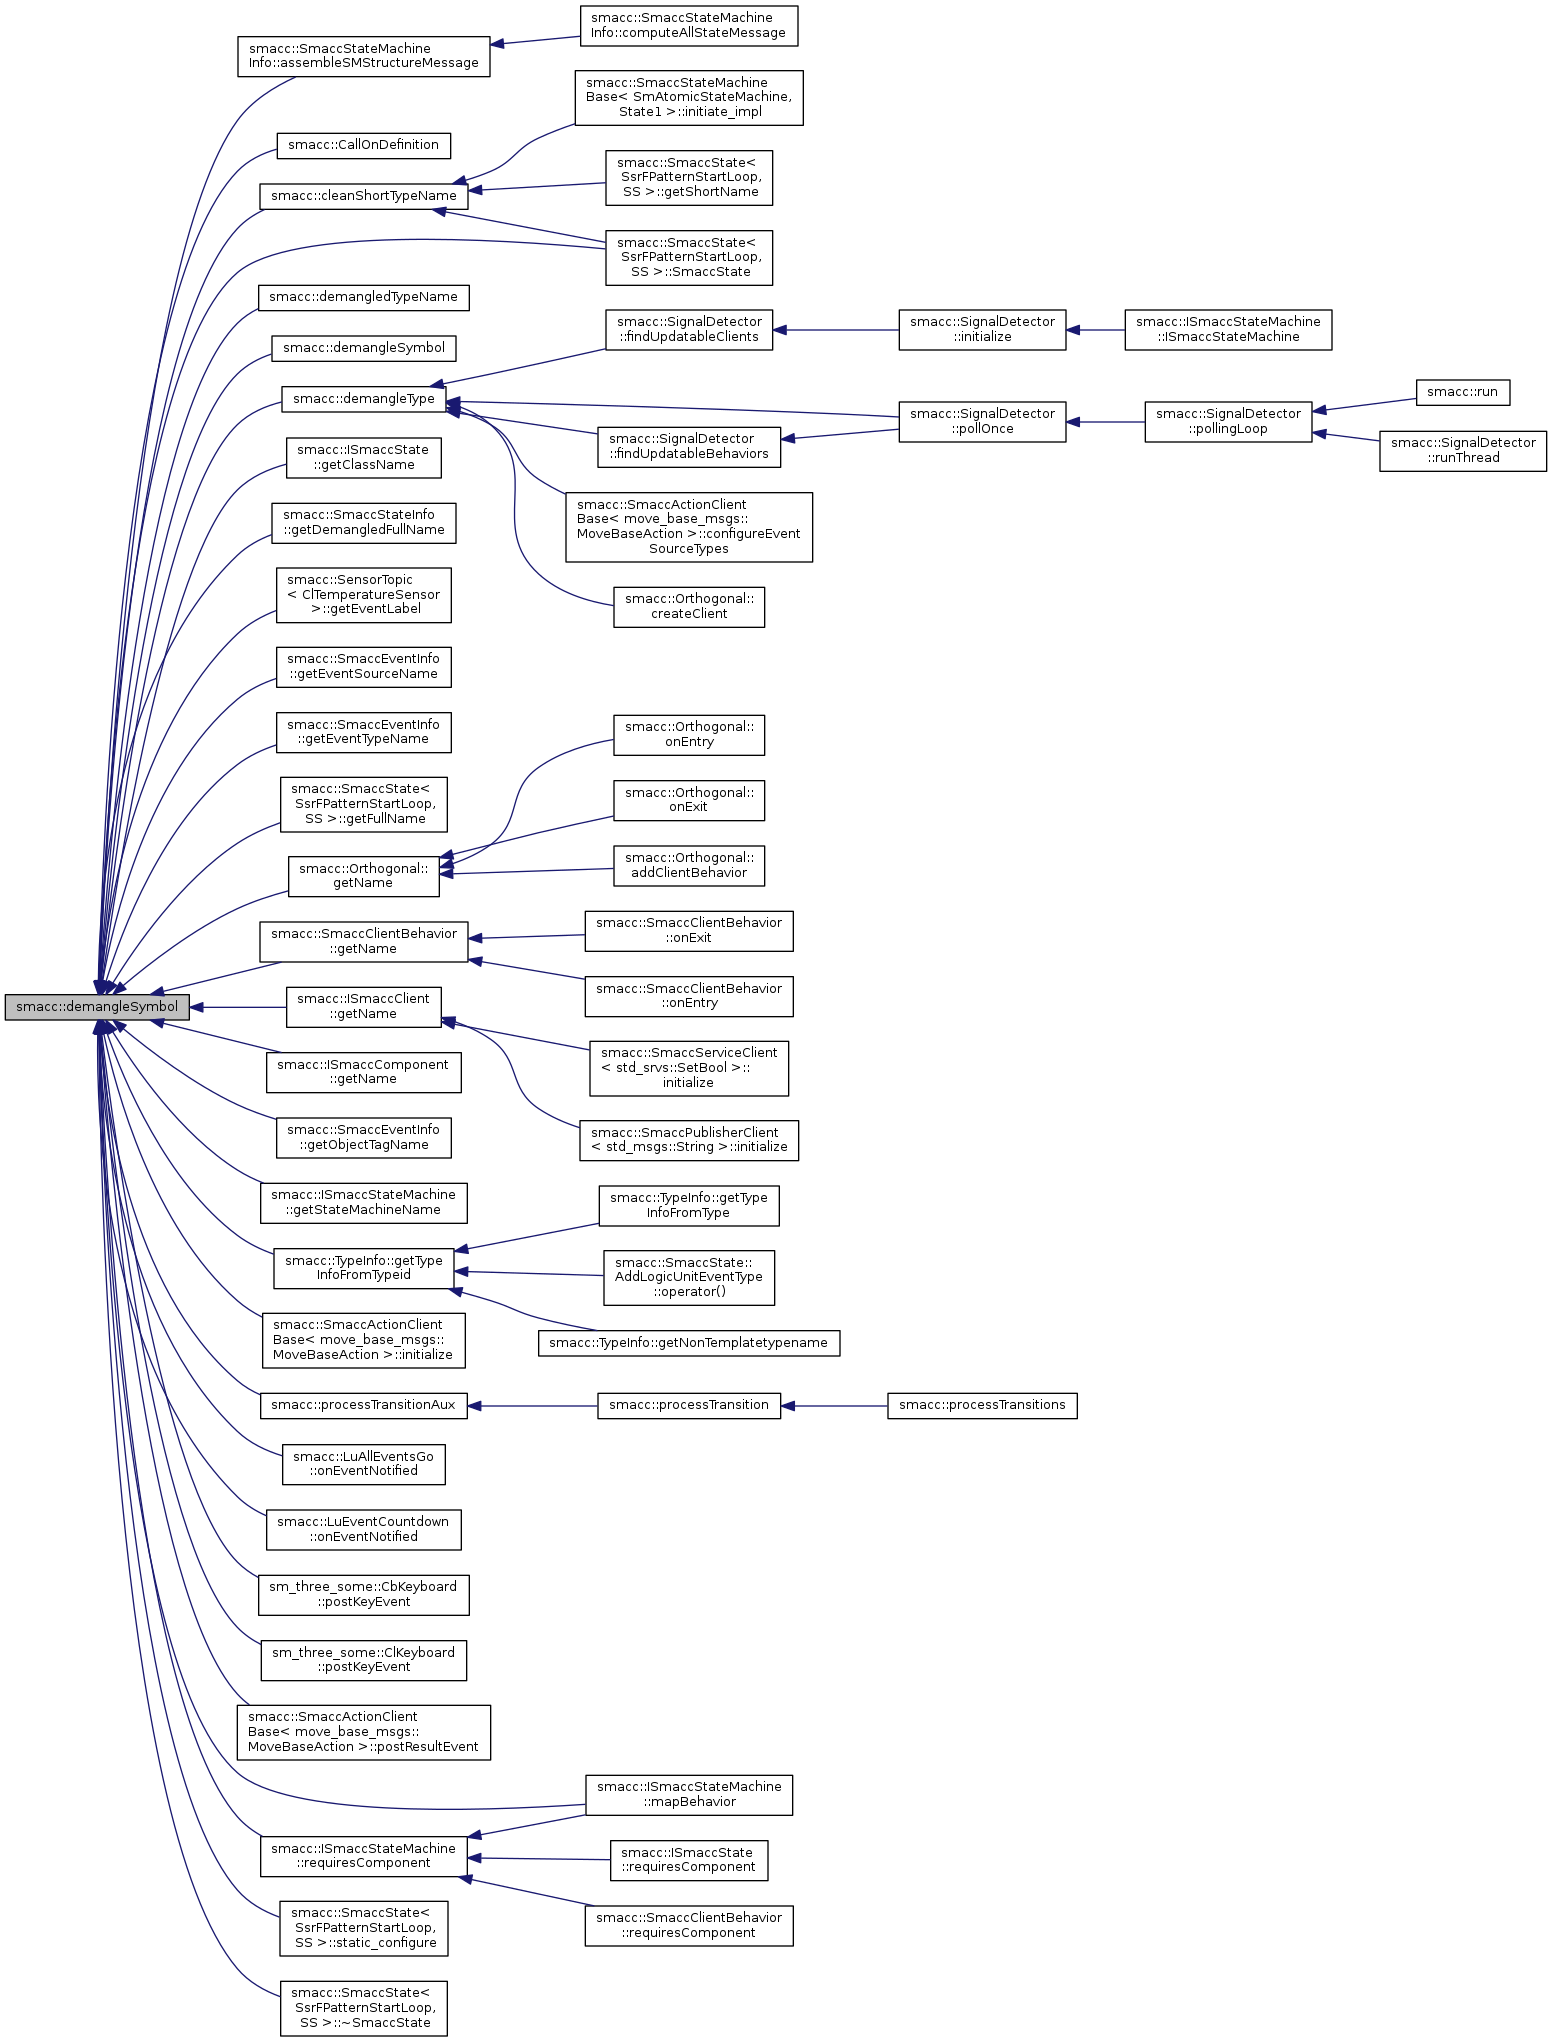 smacc::SmaccStateMachine
Info::computeAllStateMessage
smacc::SmaccStateMachine
Info::assembleSMStructureMessage
smacc::SmaccStateMachine
Base< SmAtomicStateMachine,
State1 >::initiate_impl
smacc::CallOnDefinition
smacc::SmaccState<
SsrFPatternStartLoop,
SS >::getShortName
smacc::cleanShortTypeName
smacc::SmaccState<
SsrFPatternStartLoop,
SS >::SmaccState
smacc::demangledTypeName
smacc::SignalDetector
::findUpdatableClients
smacc::SignalDetector
::initialize
smacc::ISmaccStateMachine
::ISmaccStateMachine
smacc::demangleSymbol
smacc::demangleType
smacc::run
smacc::SignalDetector
::pollOnce
smacc::SignalDetector
::pollingLoop
smacc::SignalDetector
::findUpdatableBehaviors
smacc::SignalDetector
::runThread
smacc::ISmaccState
::getClassName
smacc::SmaccStateInfo
::getDemangledFullName
smacc::SmaccActionClient
Base< move_base_msgs::
MoveBaseAction >::configureEvent
SourceTypes
smacc::SensorTopic
< ClTemperatureSensor
>::getEventLabel
smacc::Orthogonal::
createClient
smacc::SmaccEventInfo
::getEventSourceName
smacc::SmaccEventInfo
::getEventTypeName
smacc::Orthogonal::
onEntry
smacc::SmaccState<
SsrFPatternStartLoop,
SS >::getFullName
smacc::Orthogonal::
onExit
smacc::Orthogonal::
getName
smacc::Orthogonal::
addClientBehavior
smacc::SmaccClientBehavior
::getName
smacc::SmaccClientBehavior
::onExit
smacc::SmaccClientBehavior
::onEntry
smacc::demangleSymbol
smacc::ISmaccClient
::getName
smacc::SmaccServiceClient
< std_srvs::SetBool >::
initialize
smacc::ISmaccComponent
::getName
smacc::SmaccEventInfo
::getObjectTagName
smacc::SmaccPublisherClient
< std_msgs::String >::initialize
smacc::ISmaccStateMachine
::getStateMachineName
smacc::TypeInfo::getType
InfoFromType
smacc::TypeInfo::getType
InfoFromTypeid
smacc::SmaccState::
AddLogicUnitEventType
::operator()
smacc::SmaccActionClient
Base< move_base_msgs::
MoveBaseAction >::initialize
smacc::TypeInfo::getNonTemplatetypename
smacc::processTransitionAux
smacc::processTransition
smacc::processTransitions
smacc::LuAllEventsGo
::onEventNotified
smacc::LuEventCountdown
::onEventNotified
sm_three_some::CbKeyboard
::postKeyEvent
sm_three_some::ClKeyboard
::postKeyEvent
smacc::SmaccActionClient
Base< move_base_msgs::
MoveBaseAction >::postResultEvent
smacc::ISmaccStateMachine
::mapBehavior
smacc::ISmaccStateMachine
::requiresComponent
smacc::ISmaccState
::requiresComponent
smacc::SmaccClientBehavior
::requiresComponent
smacc::SmaccState<
SsrFPatternStartLoop,
SS >::static_configure
smacc::SmaccState<
SsrFPatternStartLoop,
SS >::~SmaccState